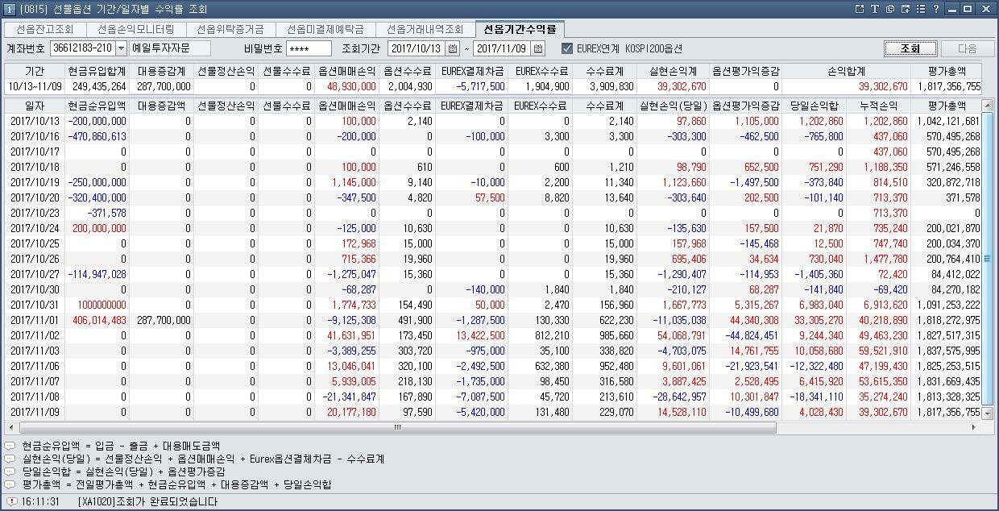 1 [0815] 선물옵션 기간/일자별 수익률 조회
선옵잔고조회 선옵손익모니터링 선옵위탁증거금 선옵미결제예탁금 선옵거래내역조회 선옵기간수익률
계좌번호 36612183-210 예일투자자문 비밀번호 **** 조회기간 2017/10/13 ~ 2017/11/09 EUREX연계 KOSPI200옵션 조회 다음
기간 현금유입합계 대용증감계 선물정산손익 선물수수료 옵션매매손익 옵션수수료 EUREX결제차금 EUREX수수료 수수료계 실현손익계 옵션평가익증감 손익합계 평가총액
10/13~11/09 249,435,264 287,700,000 0 0 48,930,000 2,004,930 -5,717,500 1,904,900 3,909,830 39,302,670 0 39,302,670 1,817,356,755
일자 현금순유입액 대용증감액 선물정산손익 선물수수료 옵션매매손익 옵션수수료 EUREX결제차금 EUREX수수료 수수료계 실현손익(당일) 옵션평가익증감 당일손익합 누적손익 평가총액
2017/10/13 -200,000,000 0 0 0 100,000 2,140 0 0 2,140 97,860 1,105,000 1,202,860 1,202,860 1,042,121,681
2017/10/16 -470,860,613 0 0 0 -200,000 0 -100,000 3,300 3,300 -303,300 -462,500 -765,800 437,060 570,495,268
2017/10/17 0 0 0 0 0 0 0 0 0 0 0 0 437,060 570,495,268
2017/10/18 0 0 0 0 100,000 610 0 600 1,210 98,790 652,500 751,290 1,188,350 571,246,558
2017/10/19 -250,000,000 0 0 0 1,145,000 9,140 -10,000 2,200 11,340 1,123,660 -1,497,500 -373,840 814,510 320,872,718
2017/10/20 -320,400,000 0 0 0 -347,500 4,820 57,500 8,820 13,640 -303,640 202,500 -101,140 713,370 371,578
2017/10/23 -371,578 0 0 0 0 0 0 0 0 0 0 0 713,370 0
2017/10/24 200,000,000 0 0 0 -125,000 10,630 0 0 10,630 -135,630 157,500 21,870 735,240 200,021,870
2017/10/25 0 0 0 0 172,968 15,000 0 0 15,000 157,968 -145,468 12,500 747,740 200,034,370
2017/10/26 0 0 0 0 715,366 19,960 0 0 19,960 695,406 34,634 730,040 1,477,780 200,764,410
2017/10/27 -114,947,028 0 0 0 -1,275,047 15,360 0 0 15,360 -1,290,407 -114,953 -1,405,360 72,420 84,412,022
2017/10/30 0 0 0 0 -68,287 0 -140,000 1,840 1,840 -210,127 68,287 -141,840 -69,420 84,270,182
2017/10/31 1000000000 0 0 0 1,774,733 154,490 50,000 2,470 156,960 1,667,773 5,315,267 6,983,040 6,913,620 1,091,253,222
2017/11/01 406,014,483 287,700,000 0 0 -9,125,308 491,900 -1,287,500 130,330 622,230 -11,035,038 44,340,308 33,305,270 40,218,890 1,818,272,975
2017/11/02 0 0 0 0 41,631,951 173,450 13,422,500 812,210 985,660 54,068,791 -44,824,451 9,244,340 49,463,230 1,827,517,315
2017/11/03 0 0 0 0 -3,389,255 303,720 -975,000 35,100 338,820 -4,703,075 14,761,755 10,058,680 59,521,910 1,837,575,995
2017/11/06 0 0 0 0 13,046,041 320,100 -2,492,500 632,380 952,480 9,601,061 -21,923,541 -12,322,480 47,199,430 1,825,253,515
2017/11/07 0 0 0 0 5,939,005 218,130 -1,735,000 98,450 316,580 3,887,425 2,528,495 6,415,920 53,615,350 1,831,669,435
2017/11/08 0 0 0 0 -21,341,847 167,890 -7,087,500 45,720 213,610 -28,642,957 10,301,847 -18,341,110 35,274,240 1,813,328,325
2017/11/09 0 0 0 0 20,177,180 97,590 -5,420,000 131,480 229,070 14,528,110 -10,499,680 4,028,430 39,302,670 1,817,356,755
현금순유입액 = 입금 - 출금 + 대용매도금액
실현손익(당일) = 선물정산손익 + 옵션매매손익 + Eurex옵션결체차금 - 수수료계
당일손익합 = 실현손익(당일) + 옵션평가증감
평가총액 = 전일평가총액 + 현금순유입액 + 대용증감액 + 당일손익합
16:11:31 [XA1020]조회가 완료되었습니다